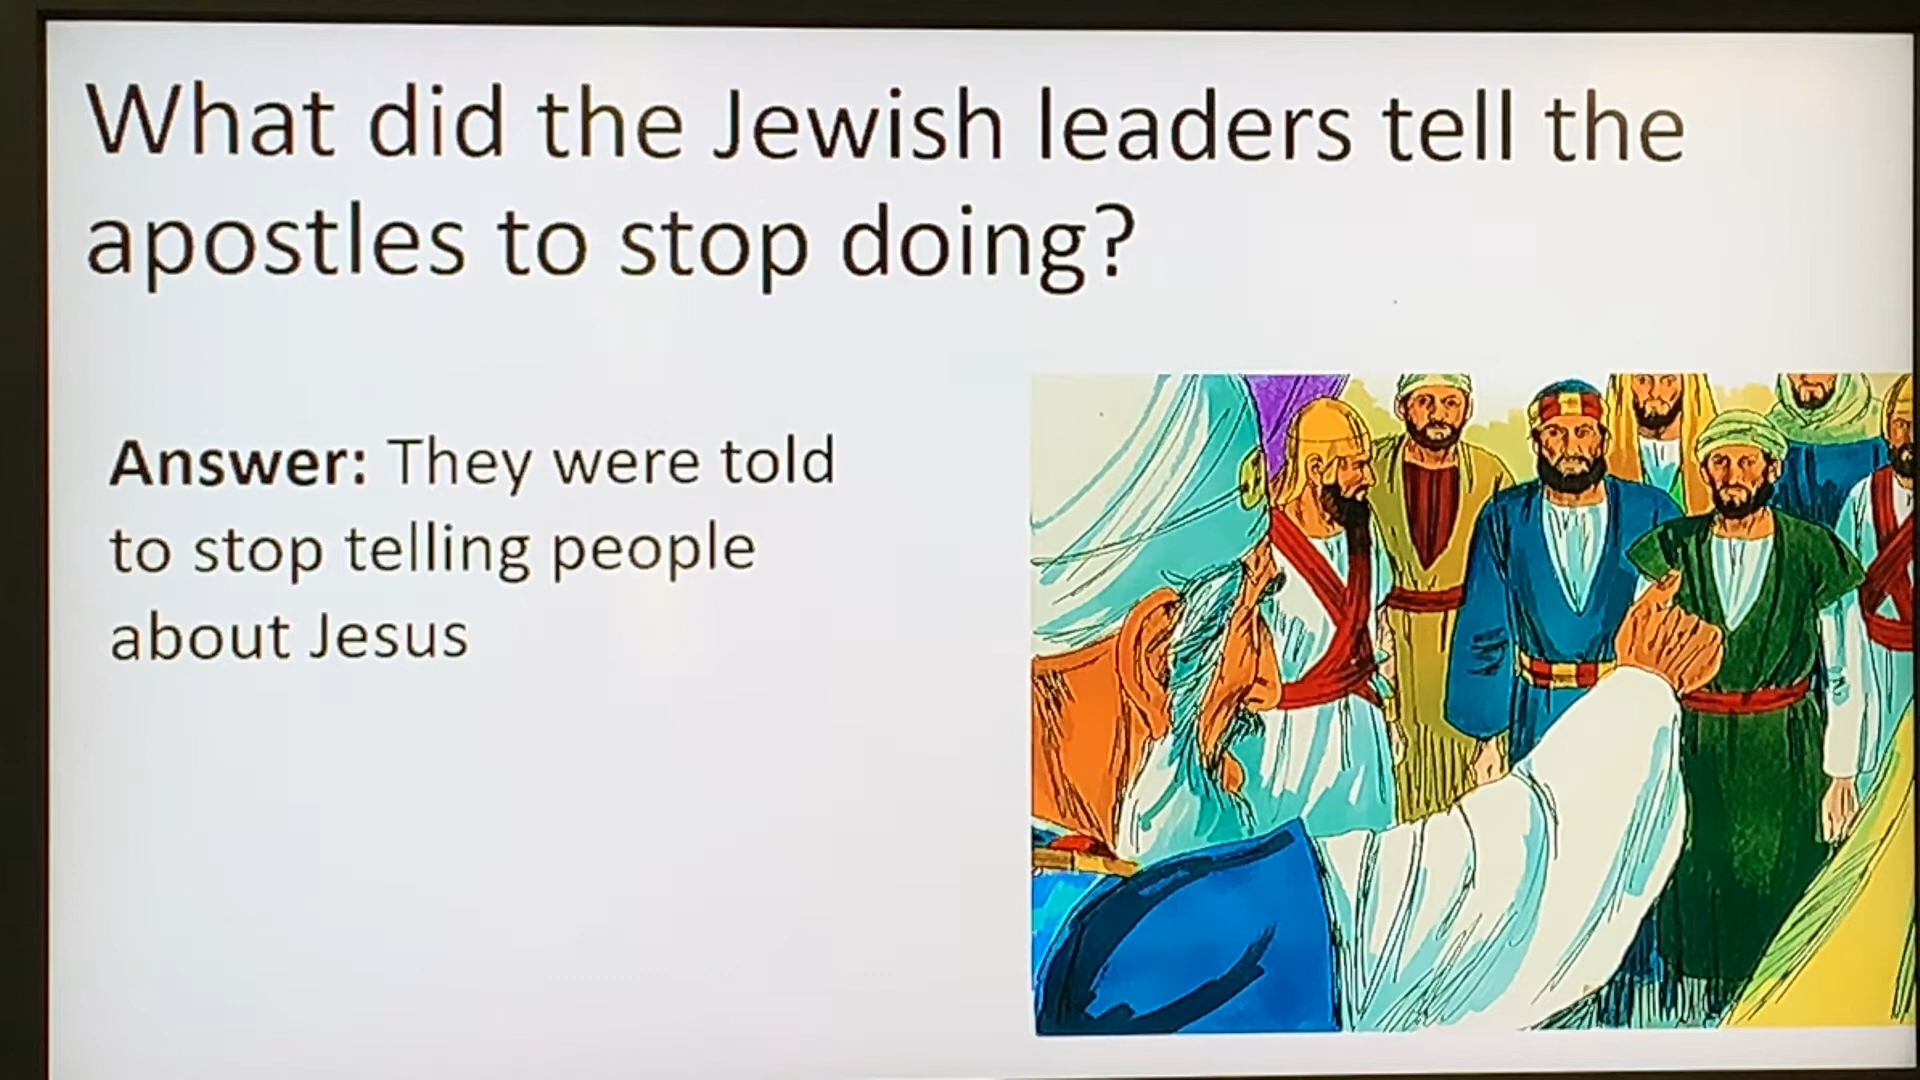 What did the Jewish leaders tell the
apostles to stop doing?
Answer: They were told
to stop telling people
about Jesus